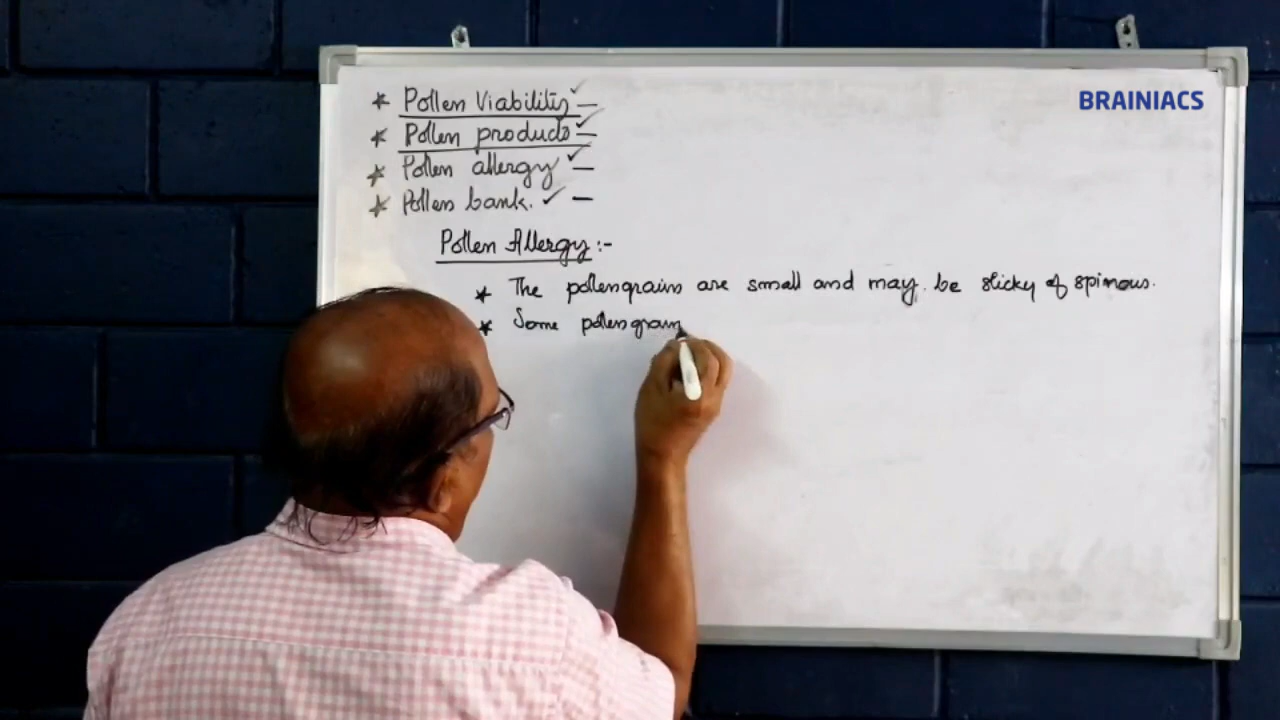 BRAINIACS
* Pollen Viability ✓ —
* Pollen products ✓ —
* Pollen allergy ✓ —
* Pollen bank. ✓ —
Pollen Allergy :-
* The pollengrains are small and may be sticky of spinous.
* Some pollengrain